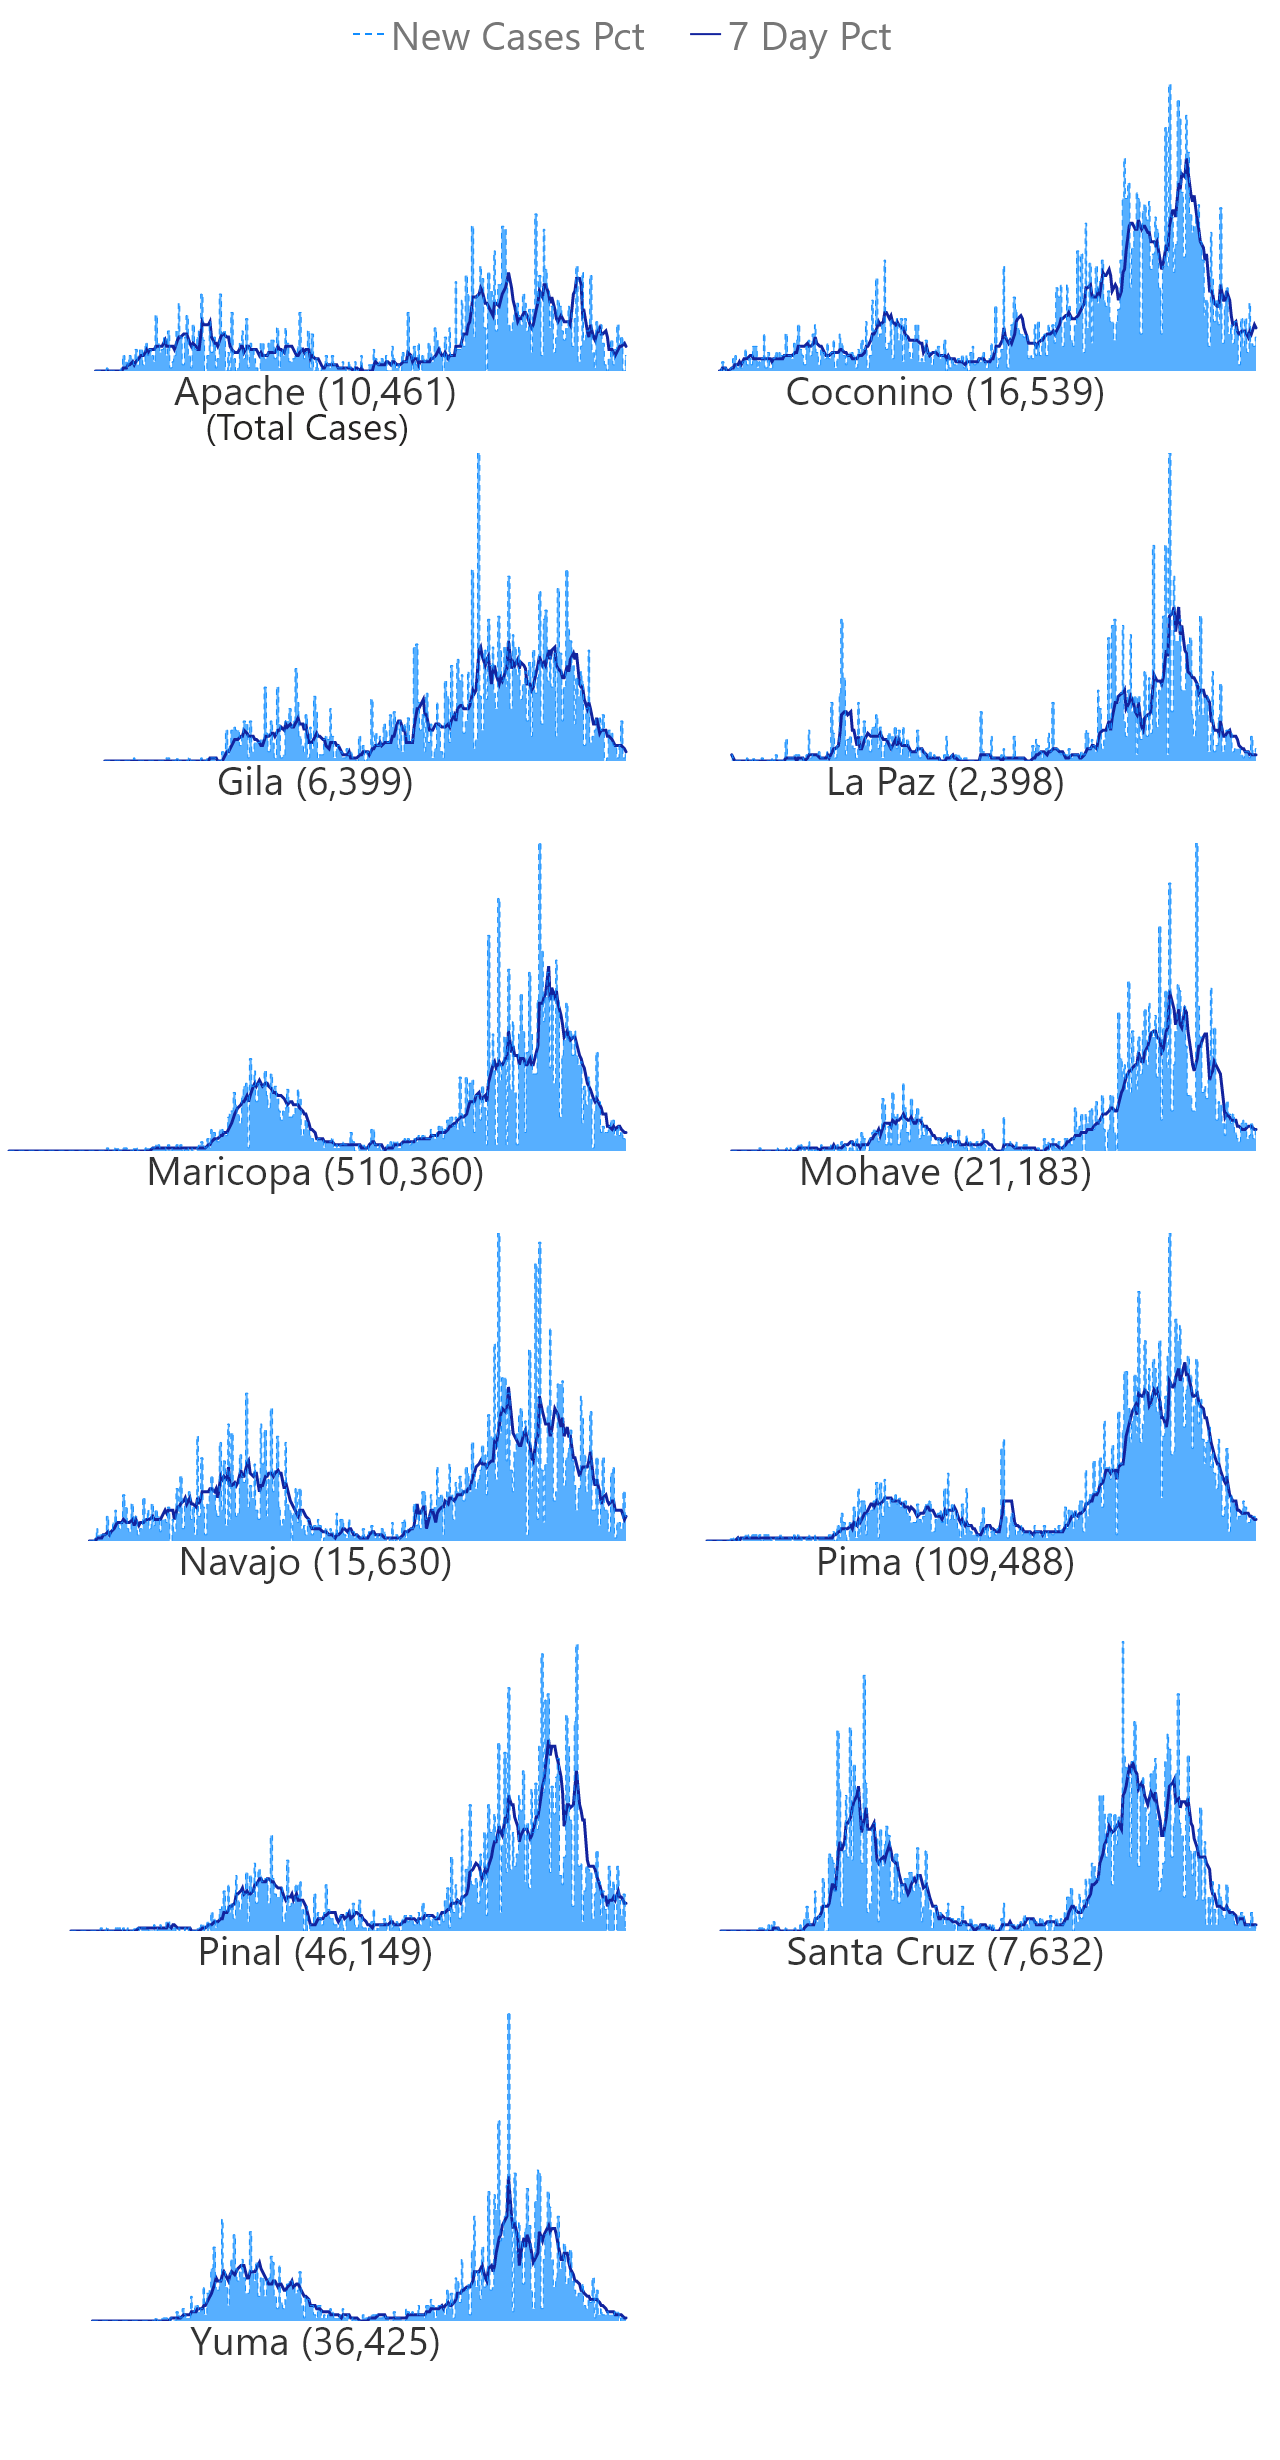 New Cases Pct 7 Day Pct
Apache (10,461) Coconino (16,539)
(Total Cases)
Gila (6,399) La Paz (2,398)
Maricopa (510,360) Mohave (21,183)
Navajo (15,630) Pima (109,488)
Pinal (46,149) Santa Cruz (7,632)
Yuma (36,425)